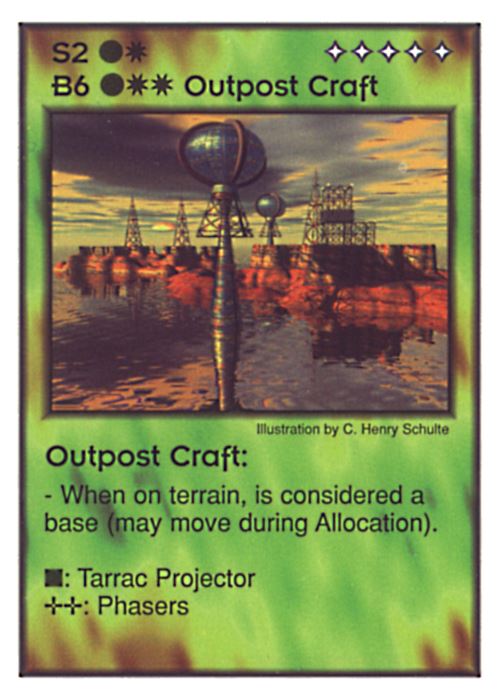 S2
B6 Outpost Craft
Illustration by C. Henry Schulte
Outpost Craft:
- When on terrain, is considered a
base (may move during Allocation).
■: Tarrac Projector
✢✢: Phasers